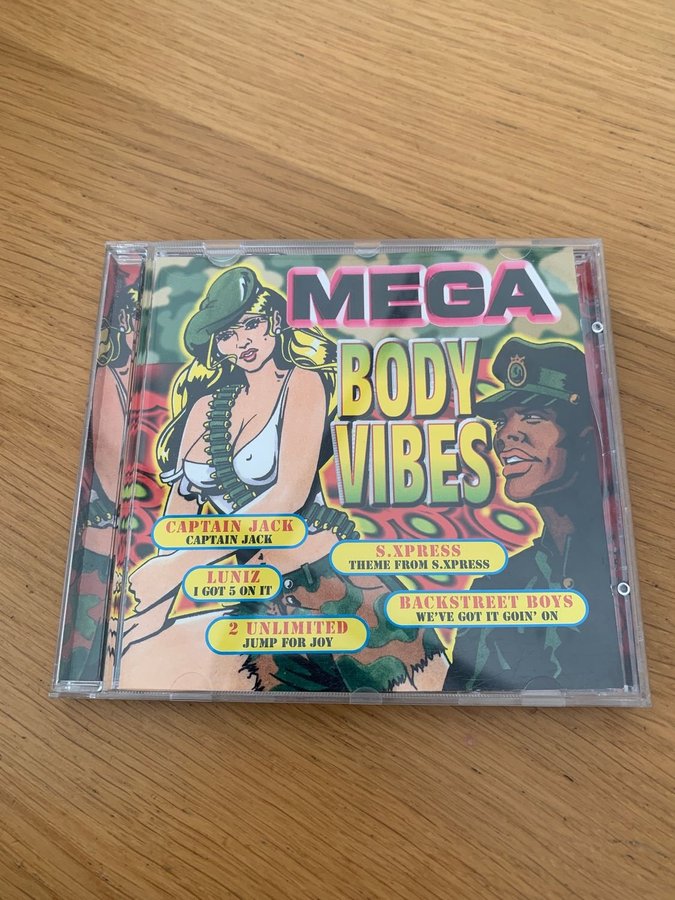 MEGA
BODY
VIBES
CAPTAIN JACK
CAPTAIN JACK
S.XPRESS
THEME FROM S.XPRESS
LUNIZ
I GOT 5 ON IT
BACKSTREET BOYS
WE'VE GOT IT GOIN' ON
2 UNLIMITED
JUMP FOR JOY